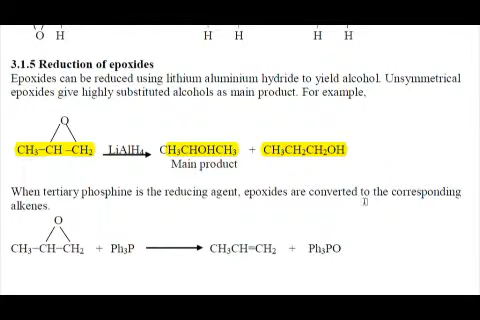 O H H H H H
3.1.5 Reduction of epoxides
Epoxides can be reduced using lithium aluminium hydride to yield alcohol. Unsymmetrical
epoxides give highly substituted alcohols as main product. For example,
O
CH₃−CH −CH₂ LiAlH₄ CH₃CHOHCH₃ + CH₃CH₂CH₂OH
Main product
When tertiary phosphine is the reducing agent, epoxides are converted to the corresponding
alkenes.
O
CH₃−CH−CH₂ + Ph₃P CH₃CH=CH₂ + Ph₃PO